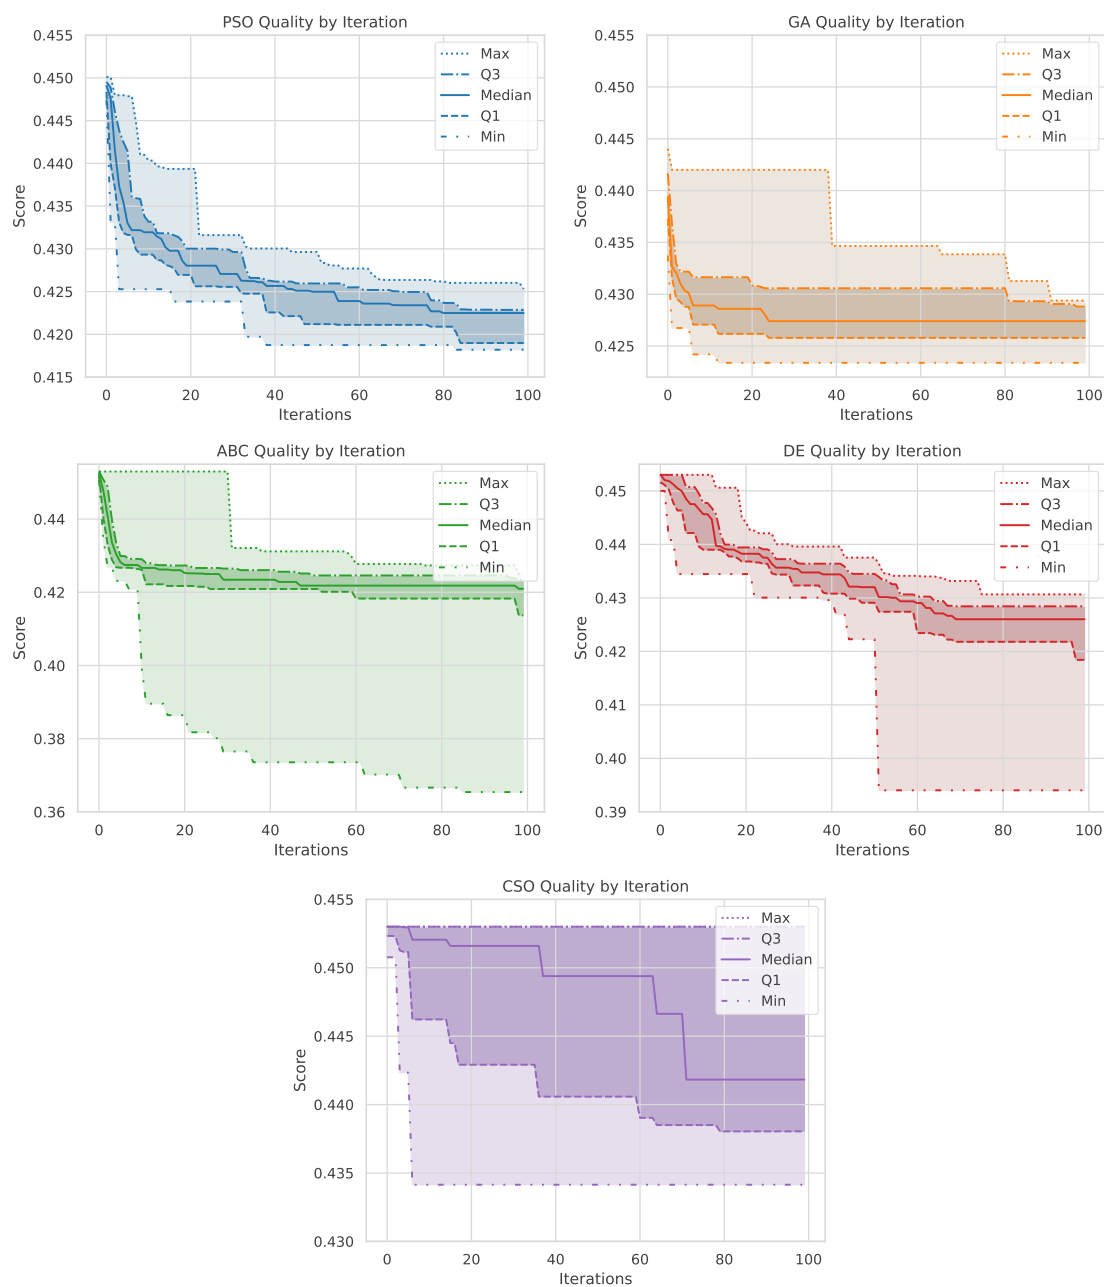 PSO Quality by Iteration
0.455
0.450
0.445
0.440
0.435
0.430
0.425
0.420
0.415
Score
0 20 40 60 80 100
Iterations
Max
Q3
Median
Q1
Min
GA Quality by Iteration
0.455
0.450
0.445
0.440
0.435
0.430
0.425
Score
0 20 40 60 80 100
Iterations
Max
Q3
Median
Q1
Min
ABC Quality by Iteration
0.44
0.42
0.40
0.38
0.36
Score
0 20 40 60 80 100
Iterations
Max
Q3
Median
Q1
Min
DE Quality by Iteration
0.45
0.44
0.43
0.42
0.41
0.40
0.39
Score
0 20 40 60 80 100
Iterations
Max
Q3
Median
Q1
Min
CSO Quality by Iteration
0.455
0.450
0.445
0.440
0.435
0.430
Score
0 20 40 60 80 100
Iterations
Max
Q3
Median
Q1
Min